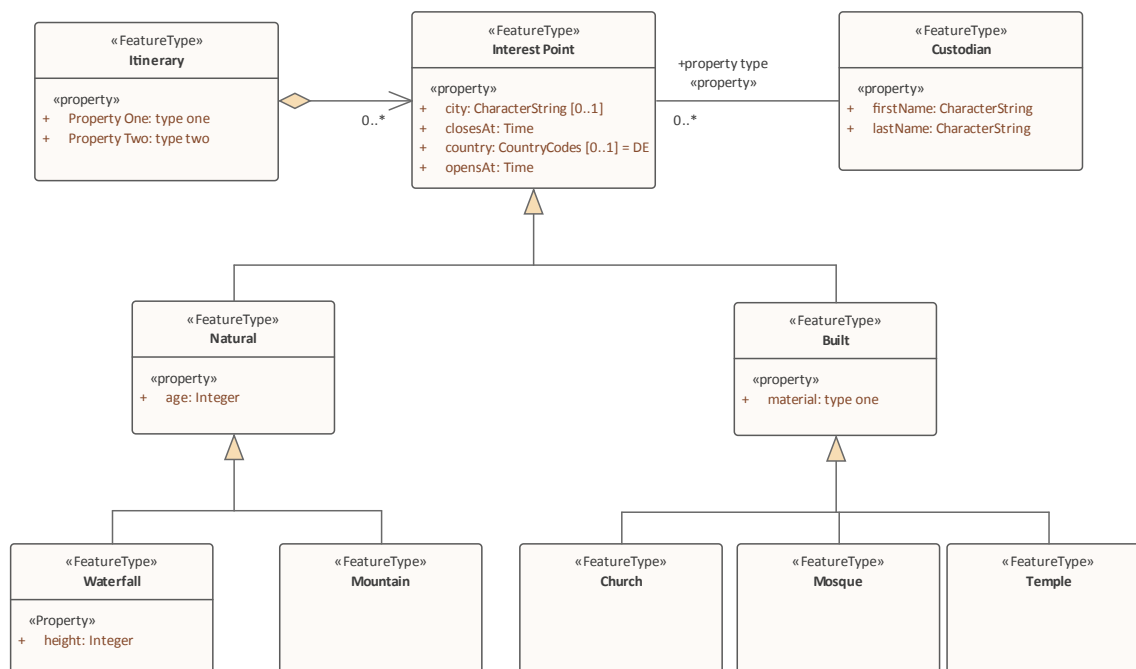 «FeatureType»
Itinerary
«property»
+ Property One: type one
+ Property Two: type two
0..*
«FeatureType»
Interest Point
«property»
+ city: CharacterString [0..1]
+ closesAt: Time
+ country: CountryCodes [0..1] = DE
+ opensAt: Time
+property type
«property»
0..*
«FeatureType»
Custodian
+ firstName: CharacterString
+ lastName: CharacterString
«FeatureType»
Natural
«property»
+ age: Integer
«FeatureType»
Built
«property»
+ material: type one
«FeatureType»
Waterfall
«Property»
+ height: Integer
«FeatureType»
Mountain
«FeatureType»
Church
«FeatureType»
Mosque
«FeatureType»
Temple